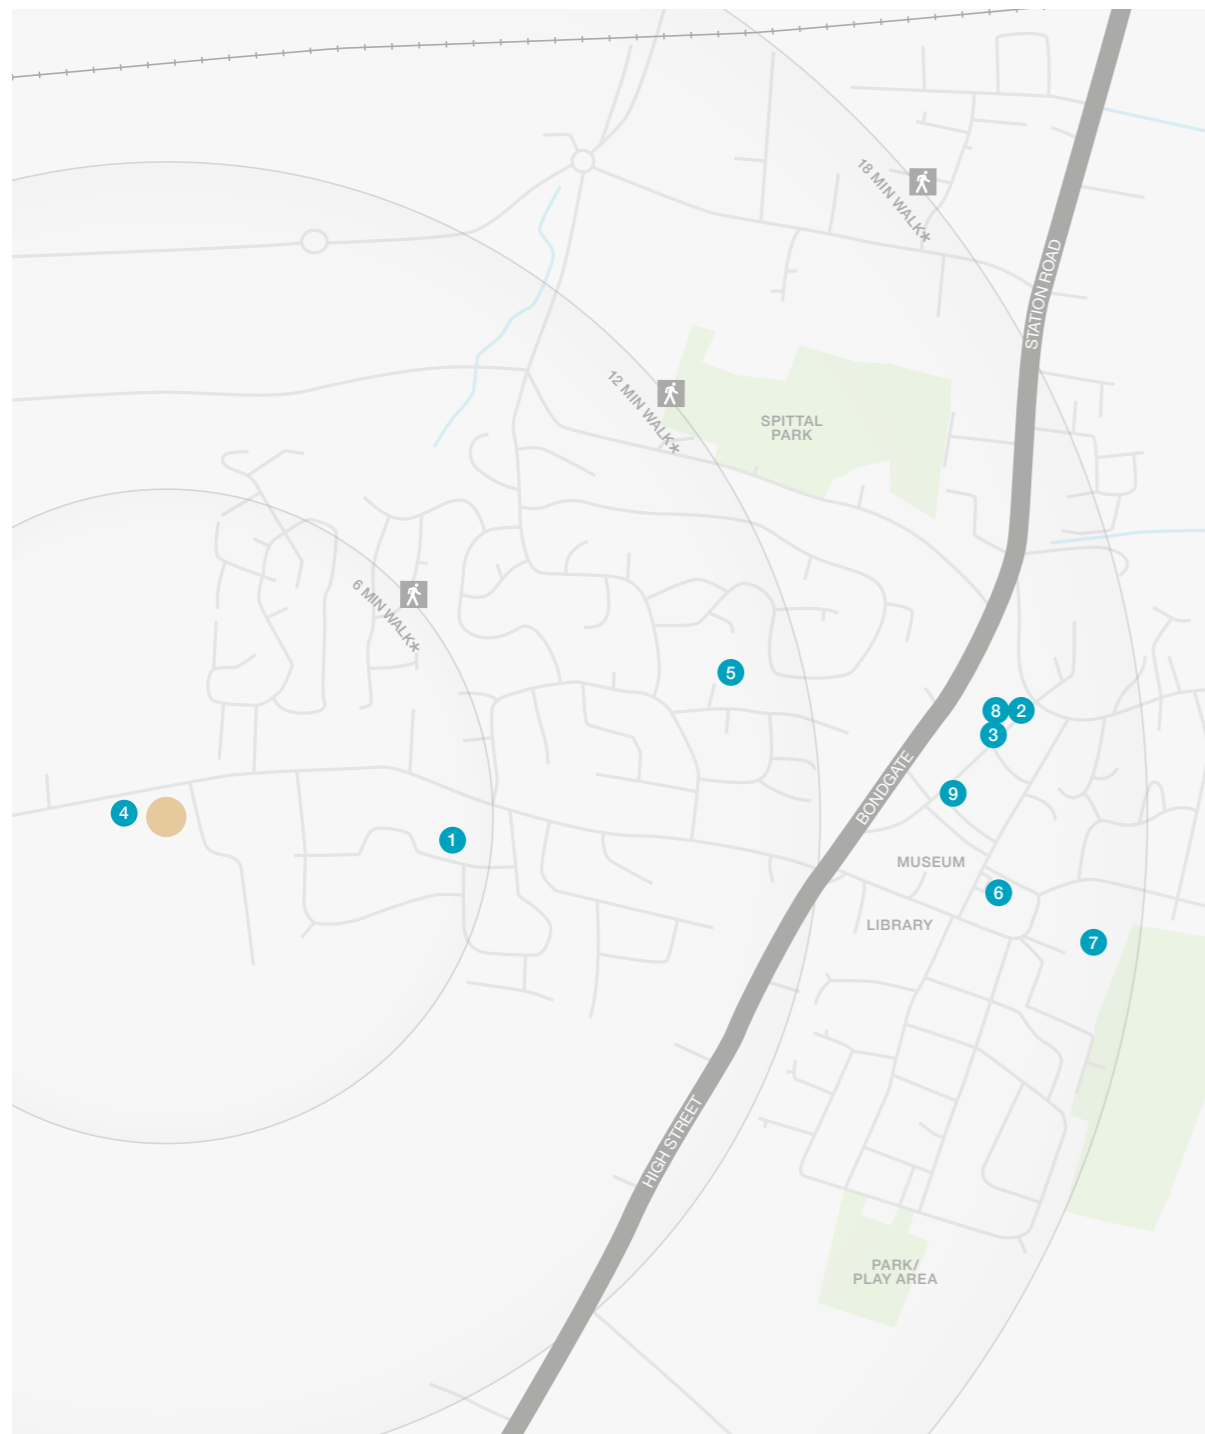 18 MIN WALK*
STATION ROAD
12 MIN WALK*
SPITTAL
PARK
6 MIN WALK*
5
8
2
3
BONDGATE
9
4
1
MUSEUM
6
LIBRARY
7
HIGH STREET
PARK/
PLAY AREA